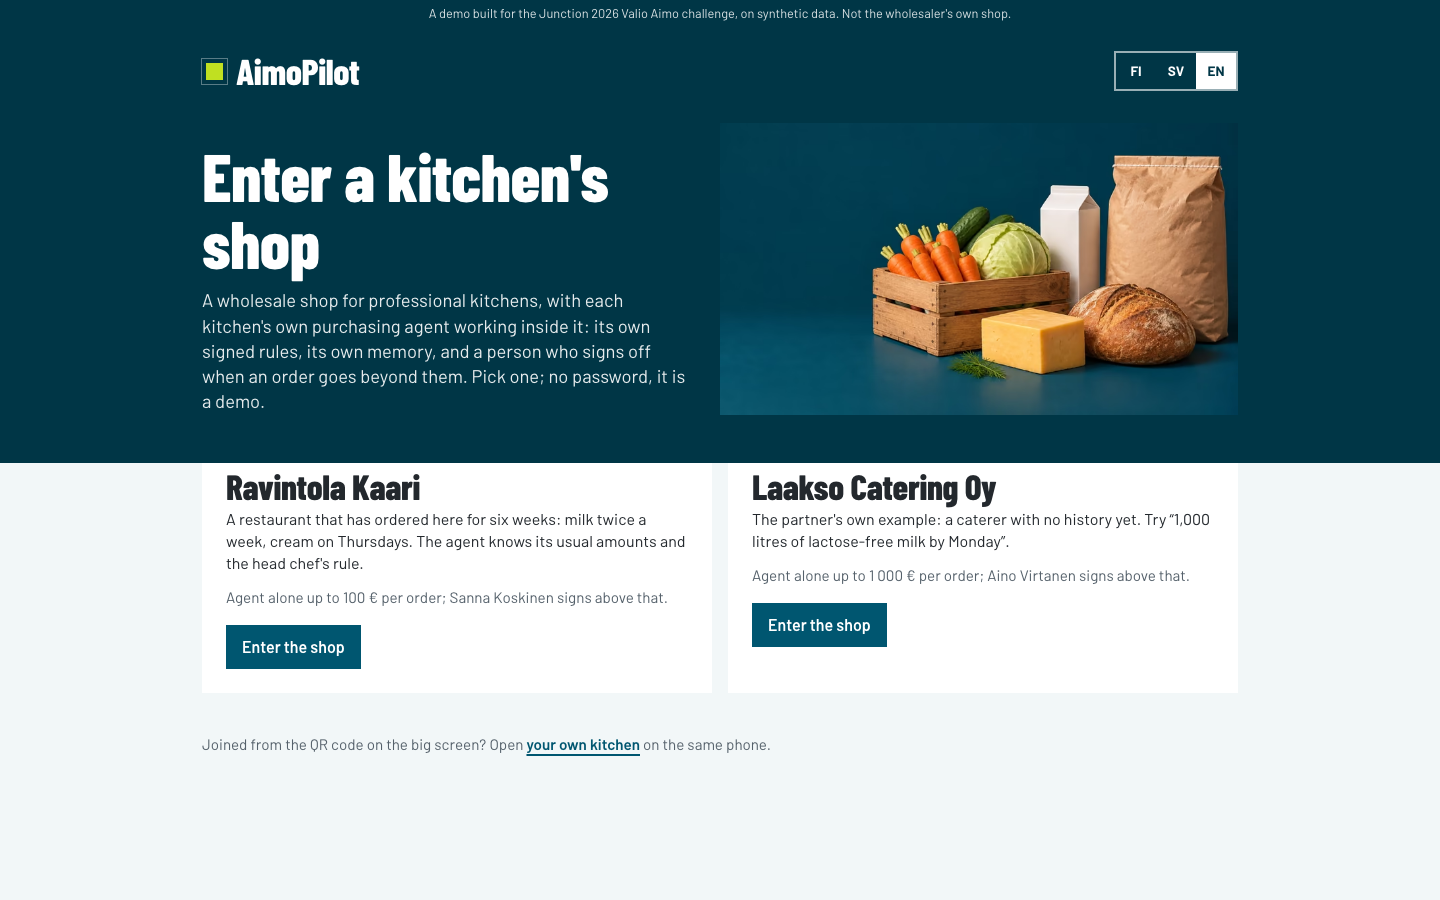 A demo built for the Junction 2026 Valio Aimo challenge, on synthetic data. Not the wholesaler's own shop.
AimoPilot
FI SV EN
Enter a kitchen's
shop
A wholesale shop for professional kitchens, with each
kitchen's own purchasing agent working inside it: its own
signed rules, its own memory, and a person who signs off
when an order goes beyond them. Pick one; no password, it is
a demo.
Ravintola Kaari
A restaurant that has ordered here for six weeks: milk twice a
week, cream on Thursdays. The agent knows its usual amounts and
the head chef's rule.
Agent alone up to 100 € per order; Sanna Koskinen signs above that.
Enter the shop
Laakso Catering Oy
The partner's own example: a caterer with no history yet. Try “1,000
litres of lactose-free milk by Monday”.
Agent alone up to 1 000 € per order; Aino Virtanen signs above that.
Enter the shop
Joined from the QR code on the big screen? Open your own kitchen on the same phone.